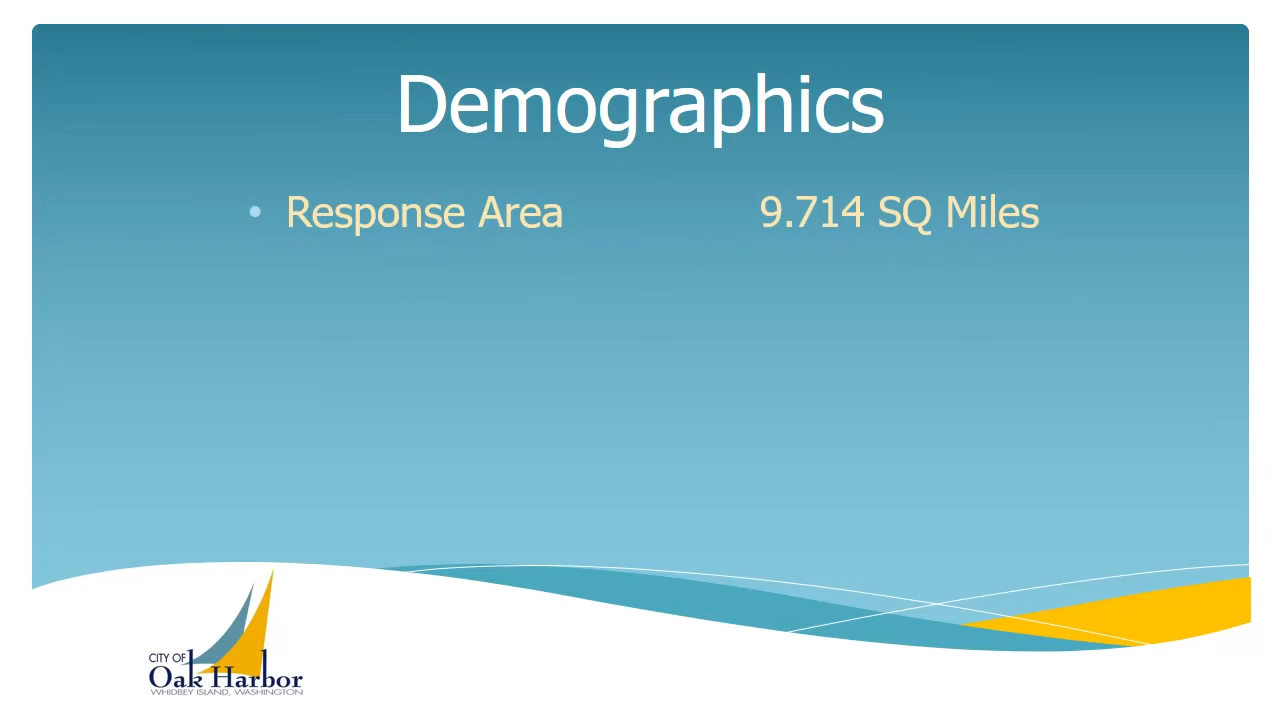 Demographics
• Response Area 9.714 SQ Miles
CITY OF
Oak Harbor
WHIDBEY ISLAND, WASHINGTON